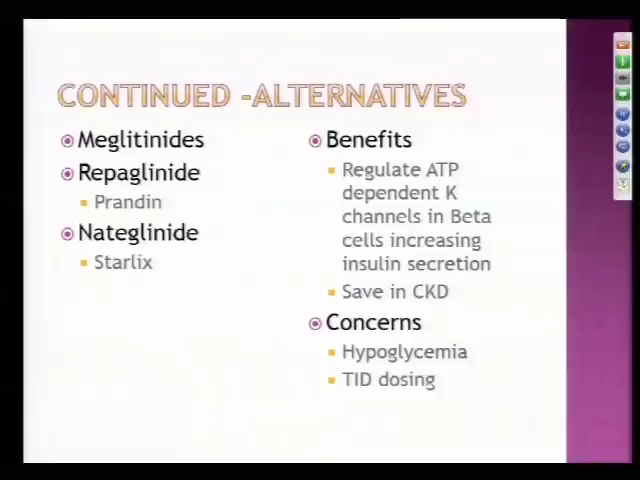 CONTINUED -ALTERNATIVES
Meglitinides
Repaglinide
Prandin
Nateglinide
Starlix
Benefits
Regulate ATP
dependent K
channels in Beta
cells increasing
insulin secretion
Save in CKD
Concerns
Hypoglycemia
TID dosing